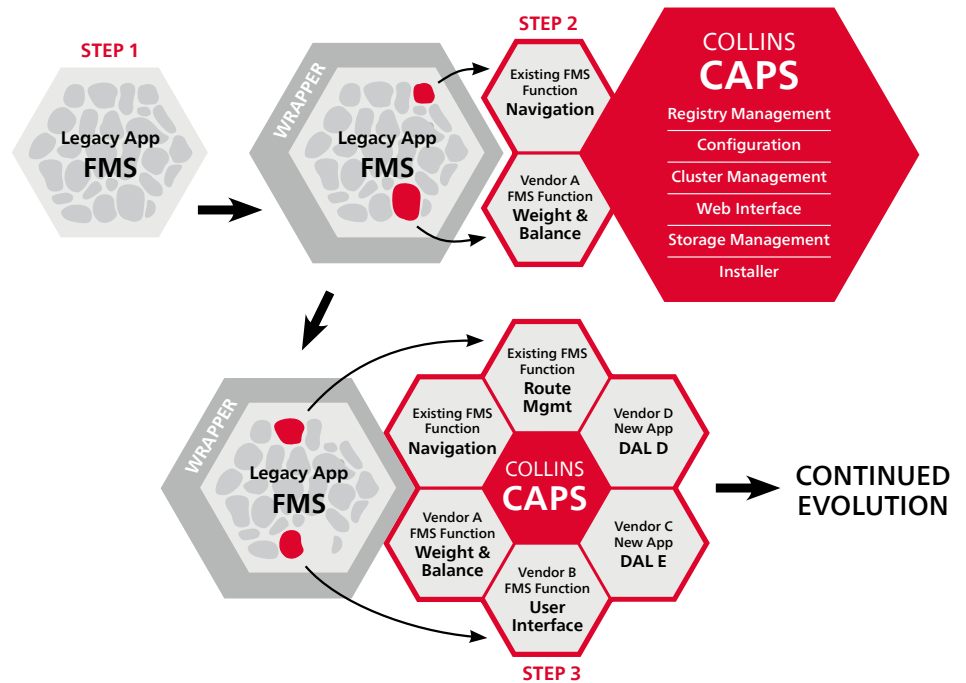 STEP 1
Legacy App
FMS
WRAPPER
Legacy App
FMS
STEP 2
Existing FMS
Function
Navigation
Vendor A
FMS Function
Weight &
Balance
COLLINS
CAPS
Registry Management
Configuration
Cluster Management
Web Interface
Storage Management
Installer
WRAPPER
Legacy App
FMS
Existing FMS
Function
Navigation
Vendor A
FMS Function
Weight &
Balance
Existing FMS
Function
Route
Mgmt
COLLINS
CAPS
Vendor B
FMS Function
User
Interface
Vendor D
New App
DAL D
Vendor C
New App
DAL E
STEP 3
CONTINUED
EVOLUTION